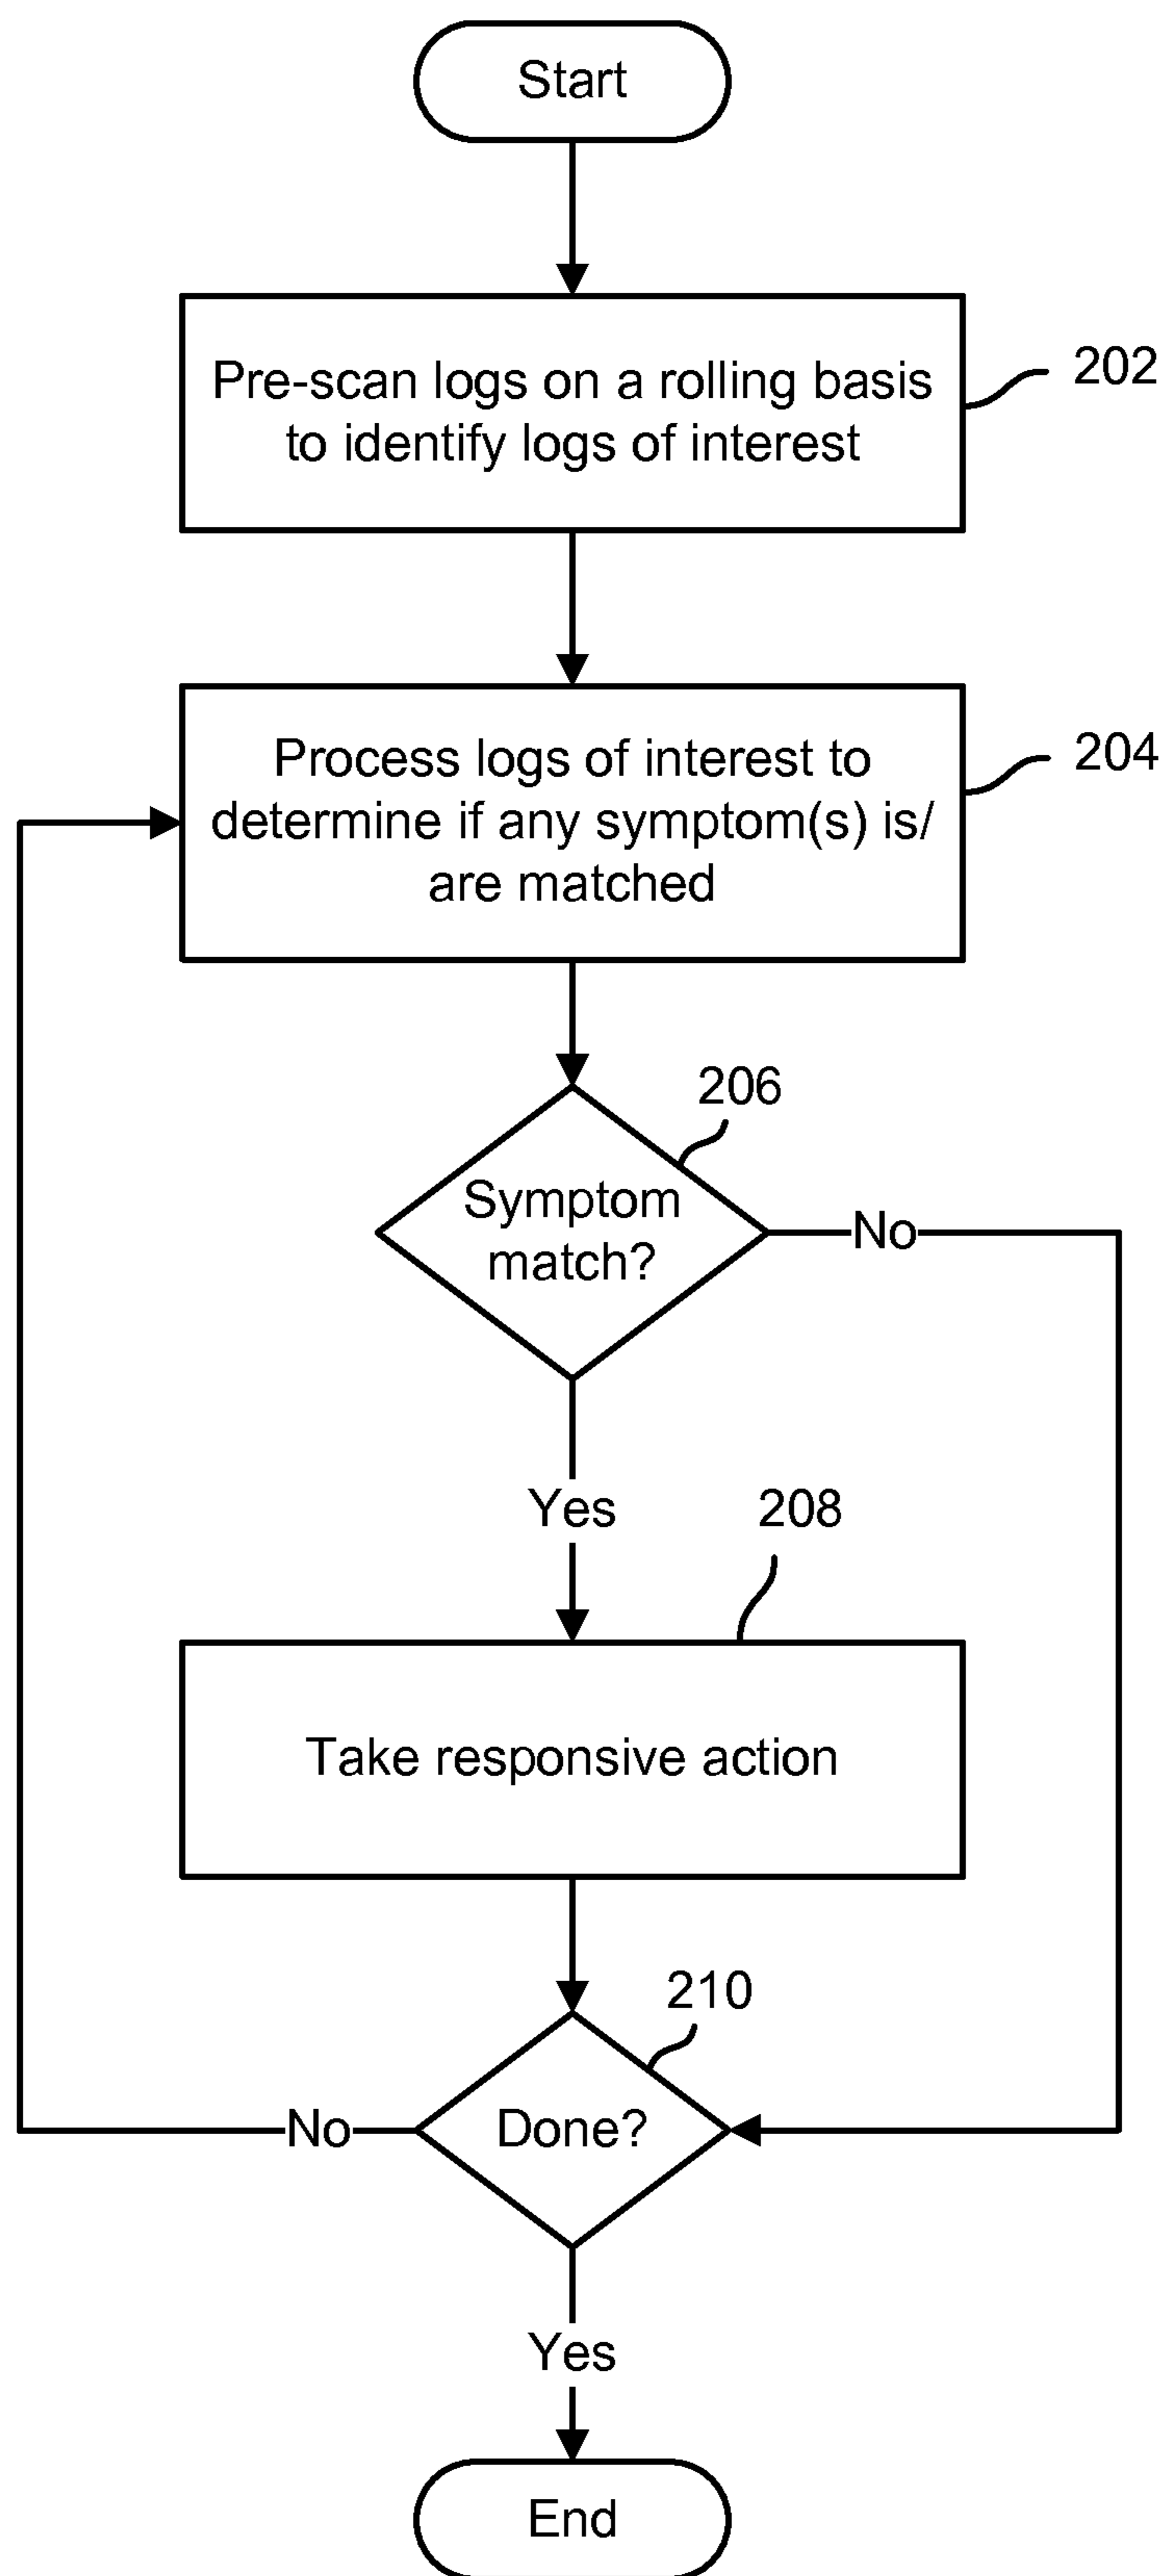 Start
Pre-scan logs on a rolling basis
to identify logs of interest
202
Process logs of interest to
determine if any symptom(s) is/
are matched
204
206
Symptom
match?
No
Yes
208
Take responsive action
210
Done?
No
Yes
End